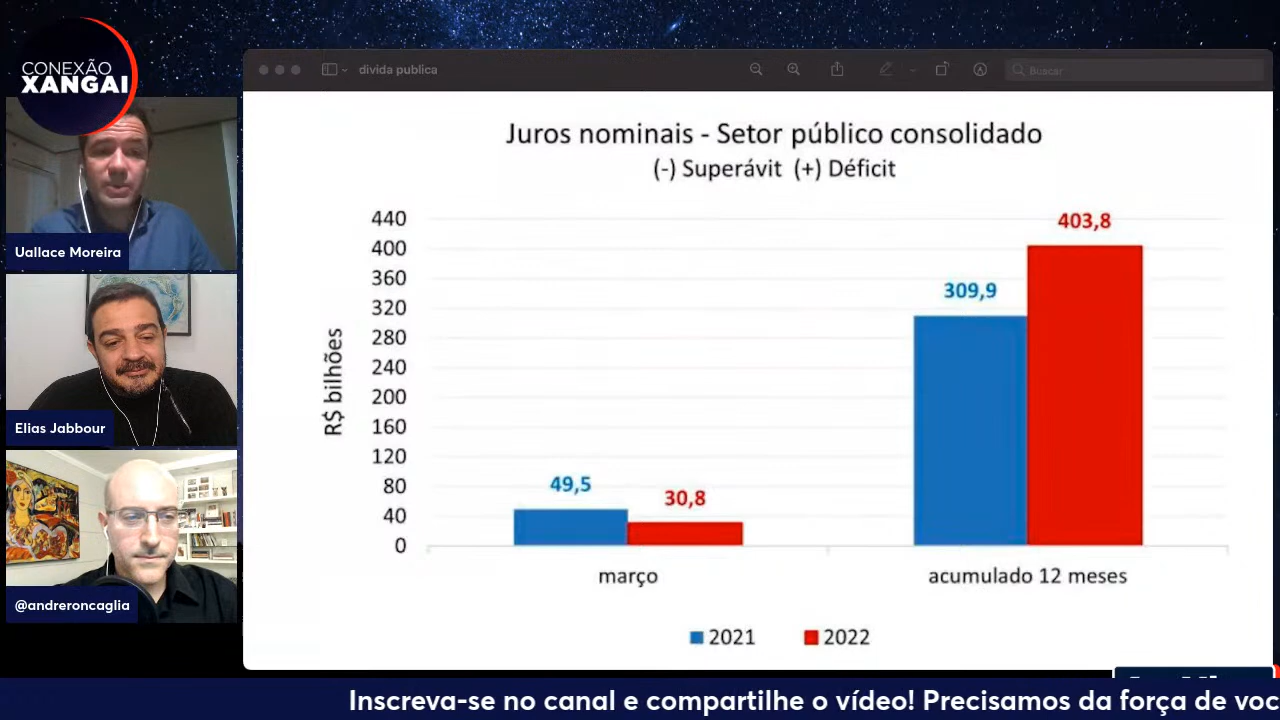 CONEXÃO
XANGAI
Uallace Moreira
Elias Jabbour
@andreroncaglia
divida publica
Buscar
Juros nominais - Setor público consolidado
(-) Superávit (+) Déficit
R$ bilhões
440
400
360
320
280
240
200
160
120
80
40
0
49,5
30,8
309,9
403,8
março
acumulado 12 meses
2021
2022
Inscreva-se no canal e compartilhe o vídeo! Precisamos da força de voc